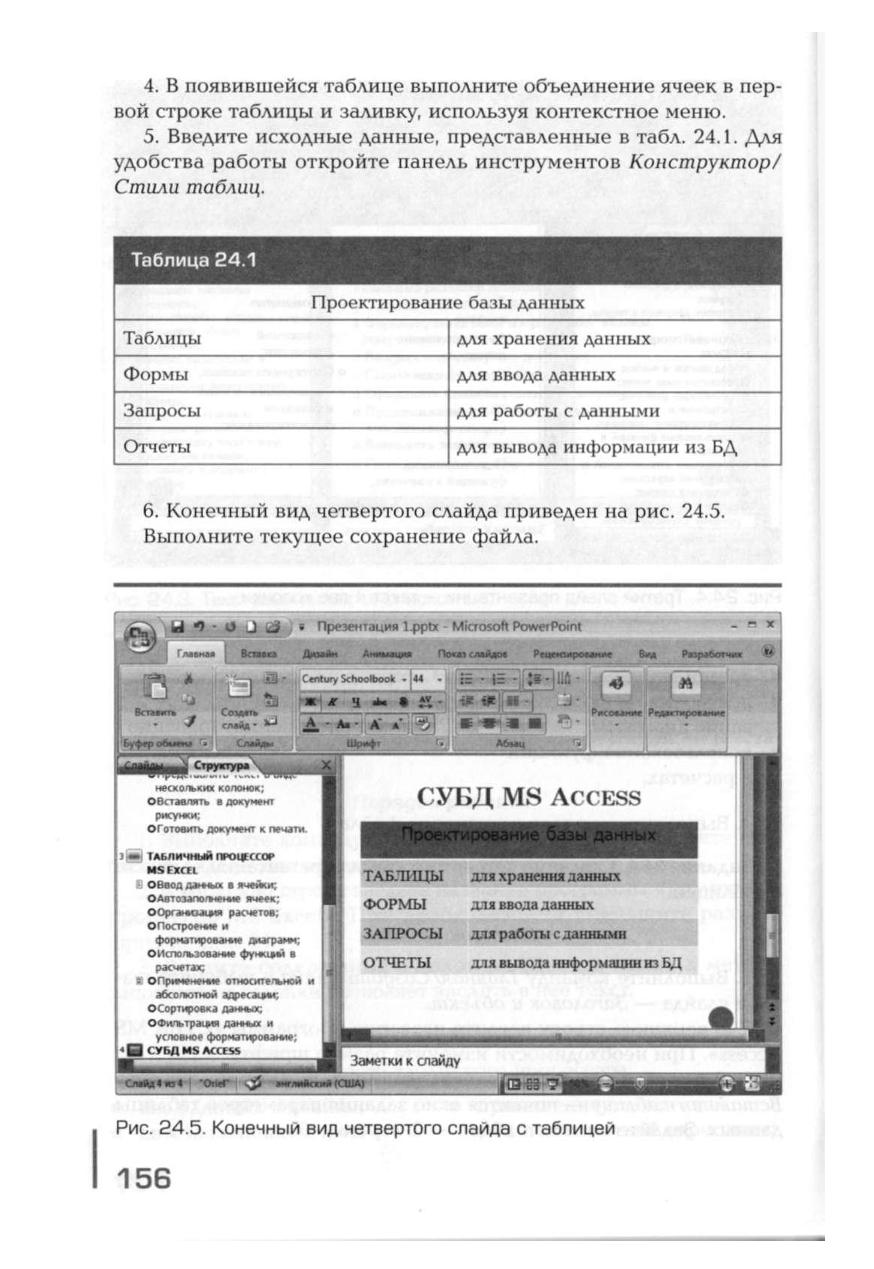 4. В появившейся таблице выполните объединение ячеек в пер-
вой строке таблицы и заливку, используя контекстное меню.
5. Введите исходные данные, представленные в табл. 24.1. Для
удобства работы откройте панель инструментов Конструктор/
Стили таблиц.
Таблица 24.1
Проектирование базы данных
Таблицы для хранения данных
Формы для ввода данных
Запросы для работы с данными
Отчеты для вывода информации из БД
6. Конечный вид четвертого слайда приведен на рис. 24.5.
Выполните текущее сохранение файла.
Презентация 1.pptx - Microsoft PowerPoint
Главная Вставка Дизайн Анимация Показ слайдов Рецензирование Вид Разработчик
Century Schoolbook 44
Вставить Создать слайд Рисование Редактирование
Буфер обмена Слайды Шрифт Абзац
Слайды Структура
нескольких колонок;
Вставлять в документ
рисунки;
Готовить документ к печати.
3 ТАБЛИЧНЫЙ ПРОЦЕССОР
MS EXCEL
Ввод данных в ячейки;
Автозаполнение ячеек;
Организация расчетов;
Построение и
форматирование диаграмм;
Использование функций в
расчетах;
Применение относительной и
абсолютной адресации;
Сортировка данных;
Фильтрация данных и
условное форматирование;
4 СУБД MS ACCESS
СУБД MS ACCESS
Проектирование базы данных
ТАБЛИЦЫ для хранения данных
ФОРМЫ для ввода данных
ЗАПРОСЫ для работы с данными
ОТЧЕТЫ для вывода информации из БД
Заметки к слайду
Слайд 4 из 4 "Oriel" английский (США)
Рис. 24.5. Конечный вид четвертого слайда с таблицей
156